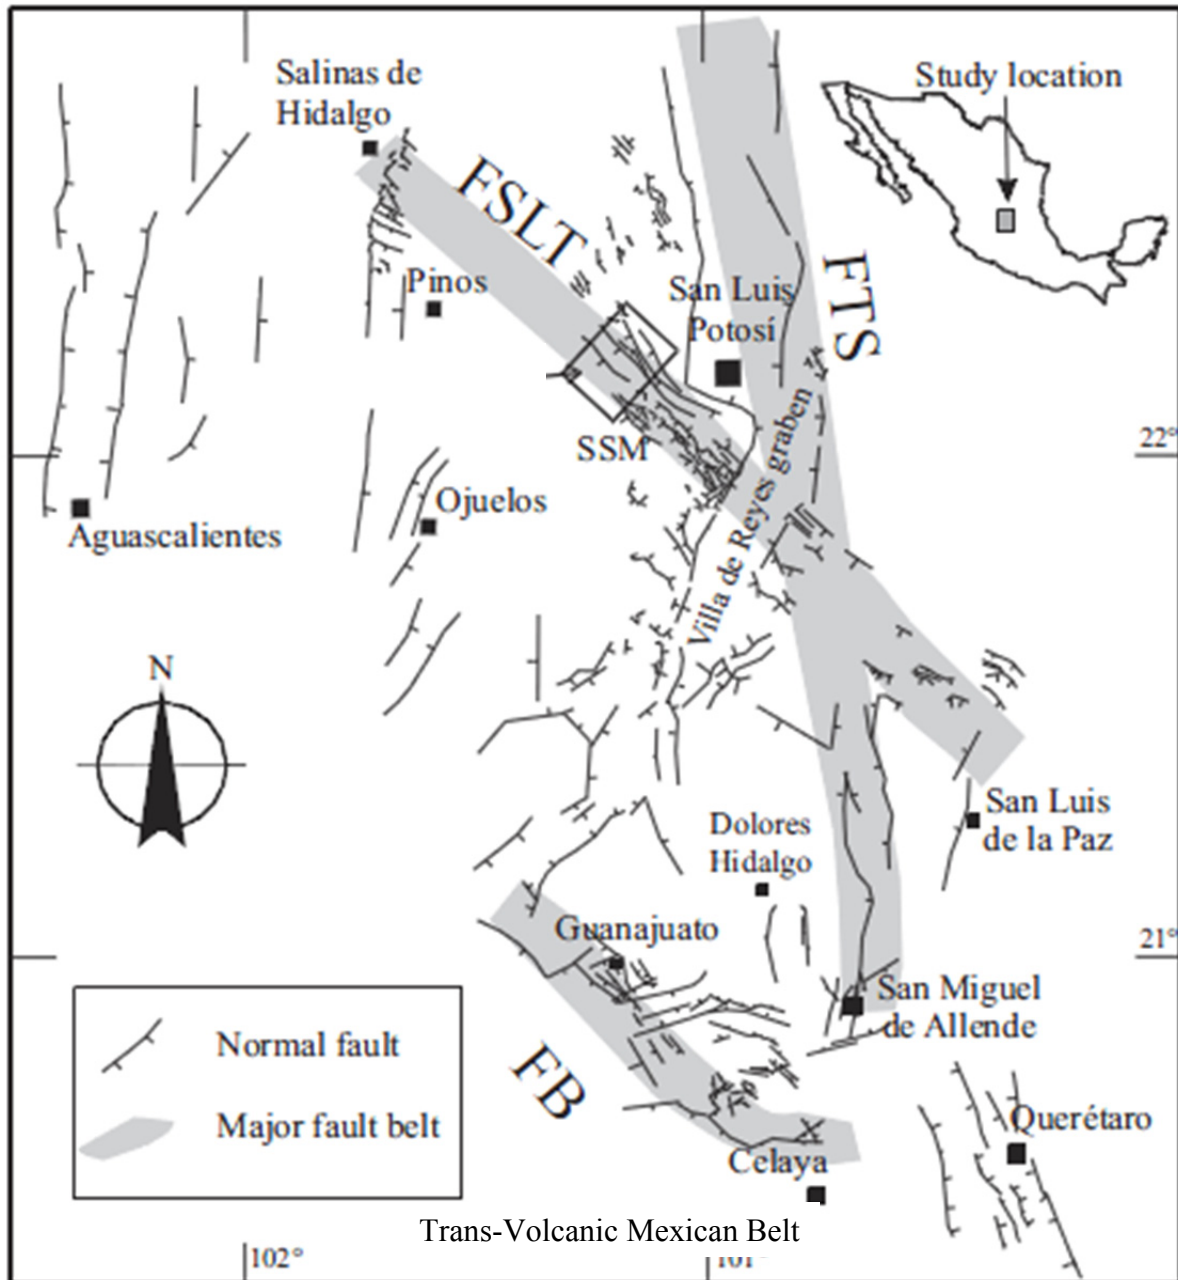 Salinas de
Hidalgo
Study location
FSLT
FTS
Pinos
San Luis
Potosí
SSM
Villa de Reyes graben
22°
Ojuelos
Aguascalientes
N
San Luis
de la Paz
Dolores
Hidalgo
Guanajuato
21°
San Miguel
de Allende
Normal fault
Major fault belt
FB
Querétaro
Celaya
Trans-Volcanic Mexican Belt
102°
101°